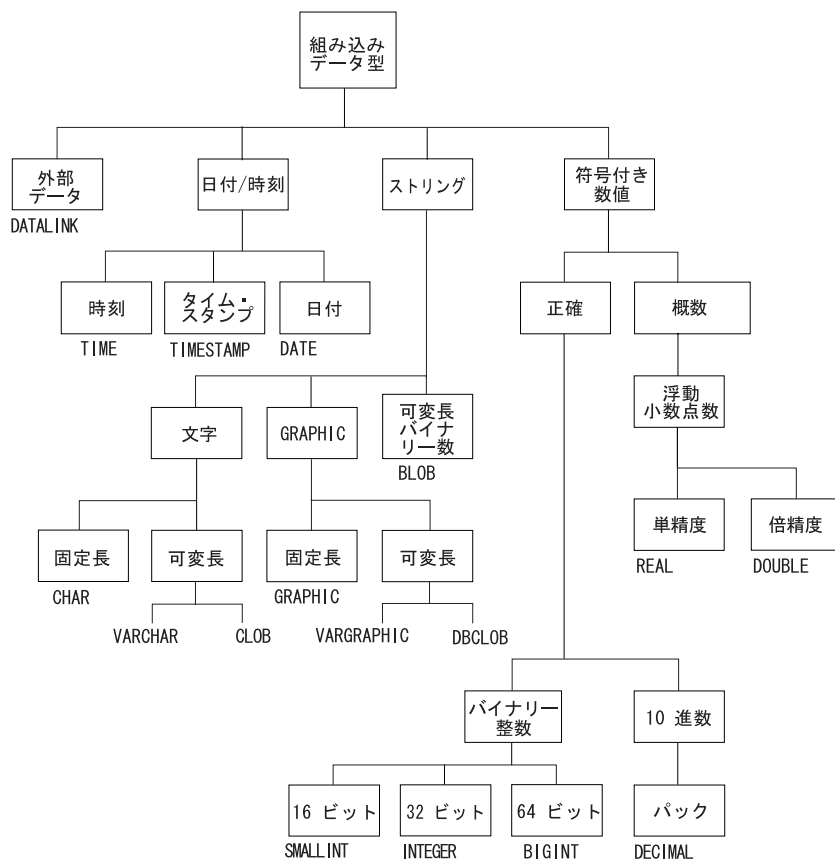 組み込み
データ型
外部
データ
日付/時刻
ストリング
符号付き
数値
DATALINK
時刻
タイム・
スタンプ
日付
正確
概数
TIME
TIMESTAMP
DATE
文字
GRAPHIC
可変長
バイナ
リー数
浮動
小数点数
BLOB
固定長
可変長
固定長
可変長
単精度
倍精度
CHAR
GRAPHIC
REAL
DOUBLE
VARCHAR
CLOB
VARGRAPHIC
DBCLOB
バイナリー
整数
10 進数
16 ビット
32 ビット
64 ビット
パック
SMALLINT
INTEGER
BIGINT
DECIMAL